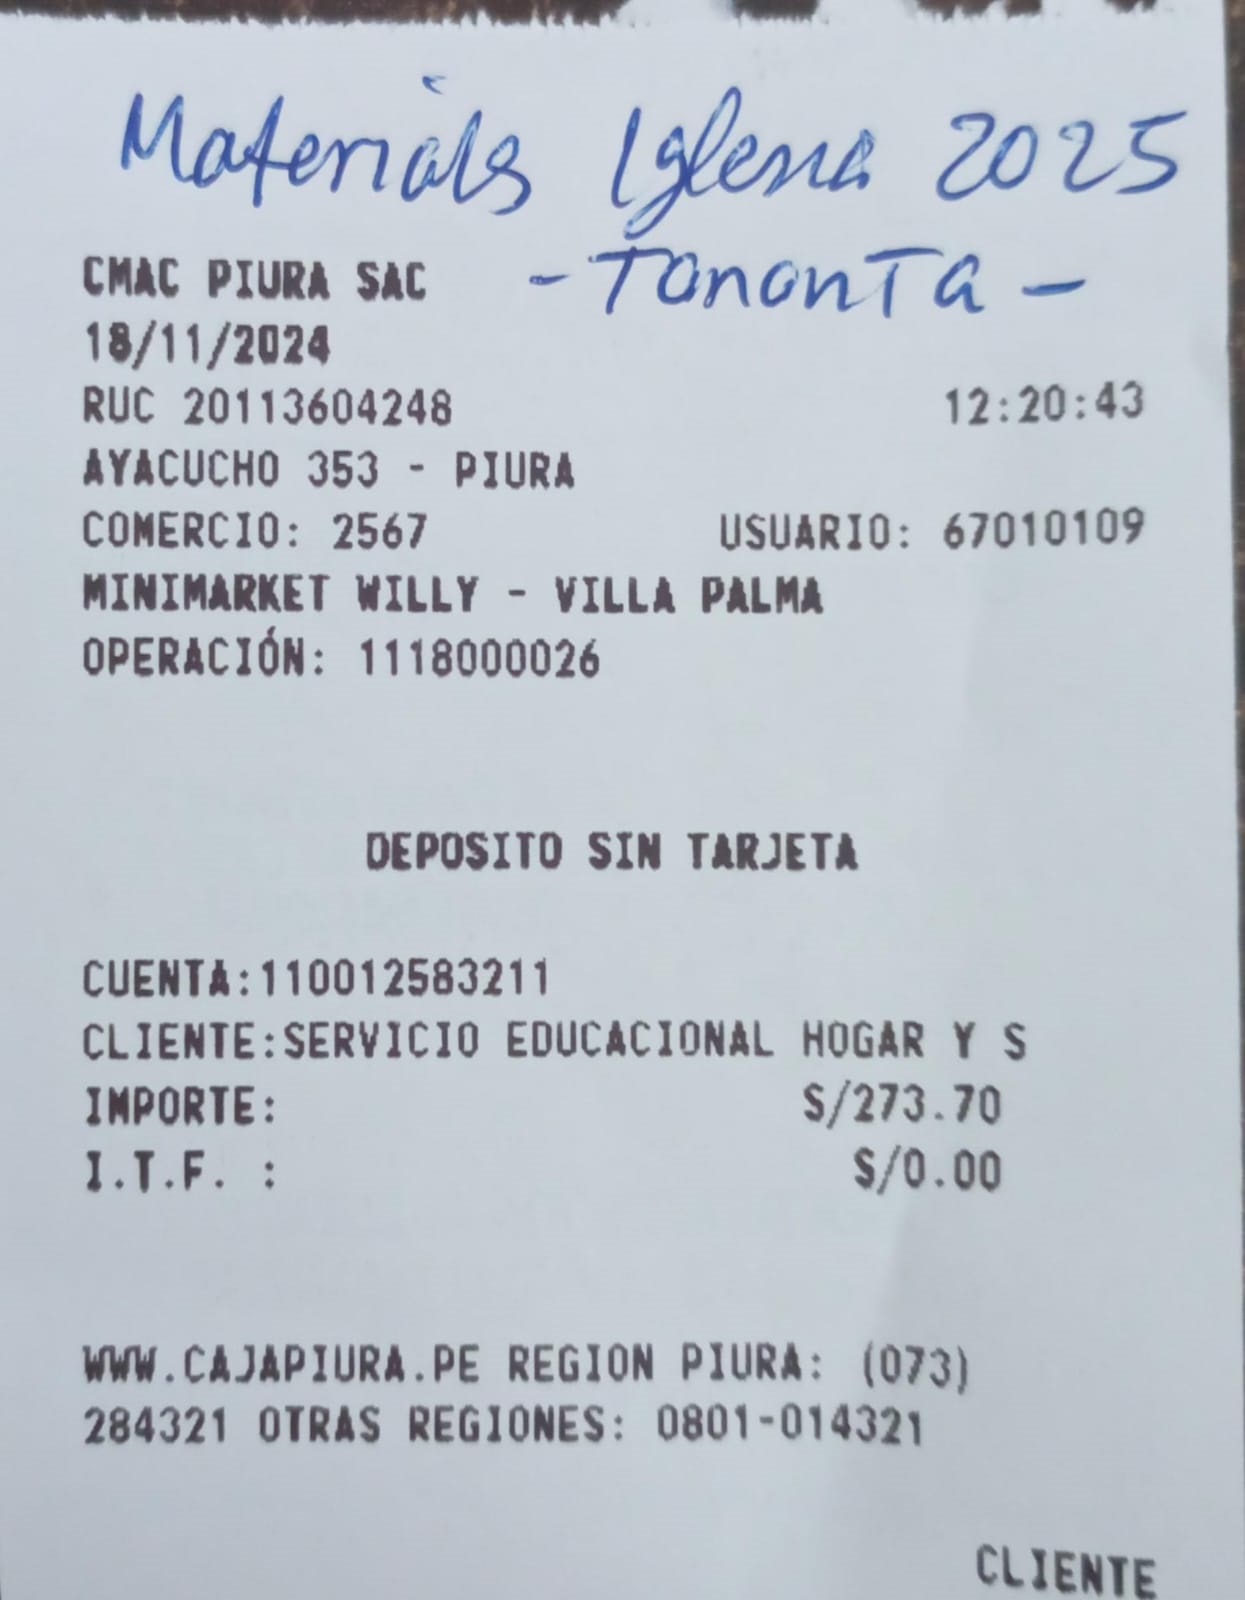 Materiales Iglesia 2025
- Tononta -
CMAC PIURA SAC
18/11/2024
RUC 20113604248 12:20:43
AYACUCHO 353 - PIURA
COMERCIO: 2567 USUARIO: 67010109
MINIMARKET WILLY - VILLA PALMA
OPERACIÓN: 1118000026
DEPOSITO SIN TARJETA
CUENTA:110012583211
CLIENTE:SERVICIO EDUCACIONAL HOGAR Y S
IMPORTE: S/273.70
I.T.F. : S/0.00
WWW.CAJAPIURA.PE REGION PIURA: (073)
284321 OTRAS REGIONES: 0801-014321
CLIENTE